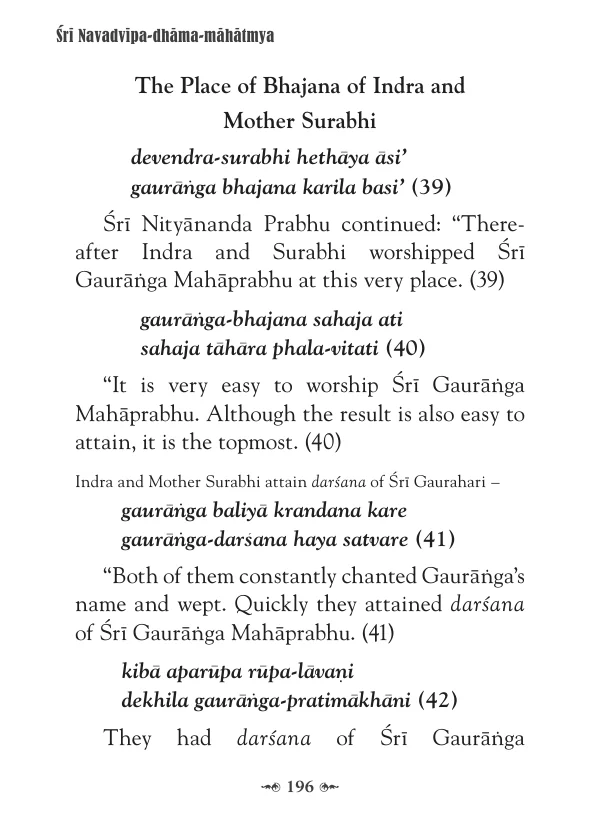 Śrī Navadvīpa-dhāma-māhātmya
The Place of Bhajana of Indra and
Mother Surabhi
devendra-surabhi hethāya āsi’
gaurāṅga bhajana karila basi’ (39)
Śrī Nityānanda Prabhu continued: “There-
after Indra and Surabhi worshipped Śrī
Gaurāṅga Mahāprabhu at this very place. (39)
gaurāṅga-bhajana sahaja ati
sahaja tāhāra phala-vitati (40)
“It is very easy to worship Śrī Gaurāṅga
Mahāprabhu. Although the result is also easy to
attain, it is the topmost. (40)
Indra and Mother Surabhi attain darśana of Śrī Gaurahari –
gaurāṅga baliyā krandana kare
gaurāṅga-darśana haya satvare (41)
“Both of them constantly chanted Gaurāṅga’s
name and wept. Quickly they attained darśana
of Śrī Gaurāṅga Mahāprabhu. (41)
kibā aparūpa rūpa-lāvaṇi
dekhila gaurāṅga-pratimākhāni (42)
They had darśana of Śrī Gaurāṅga
196